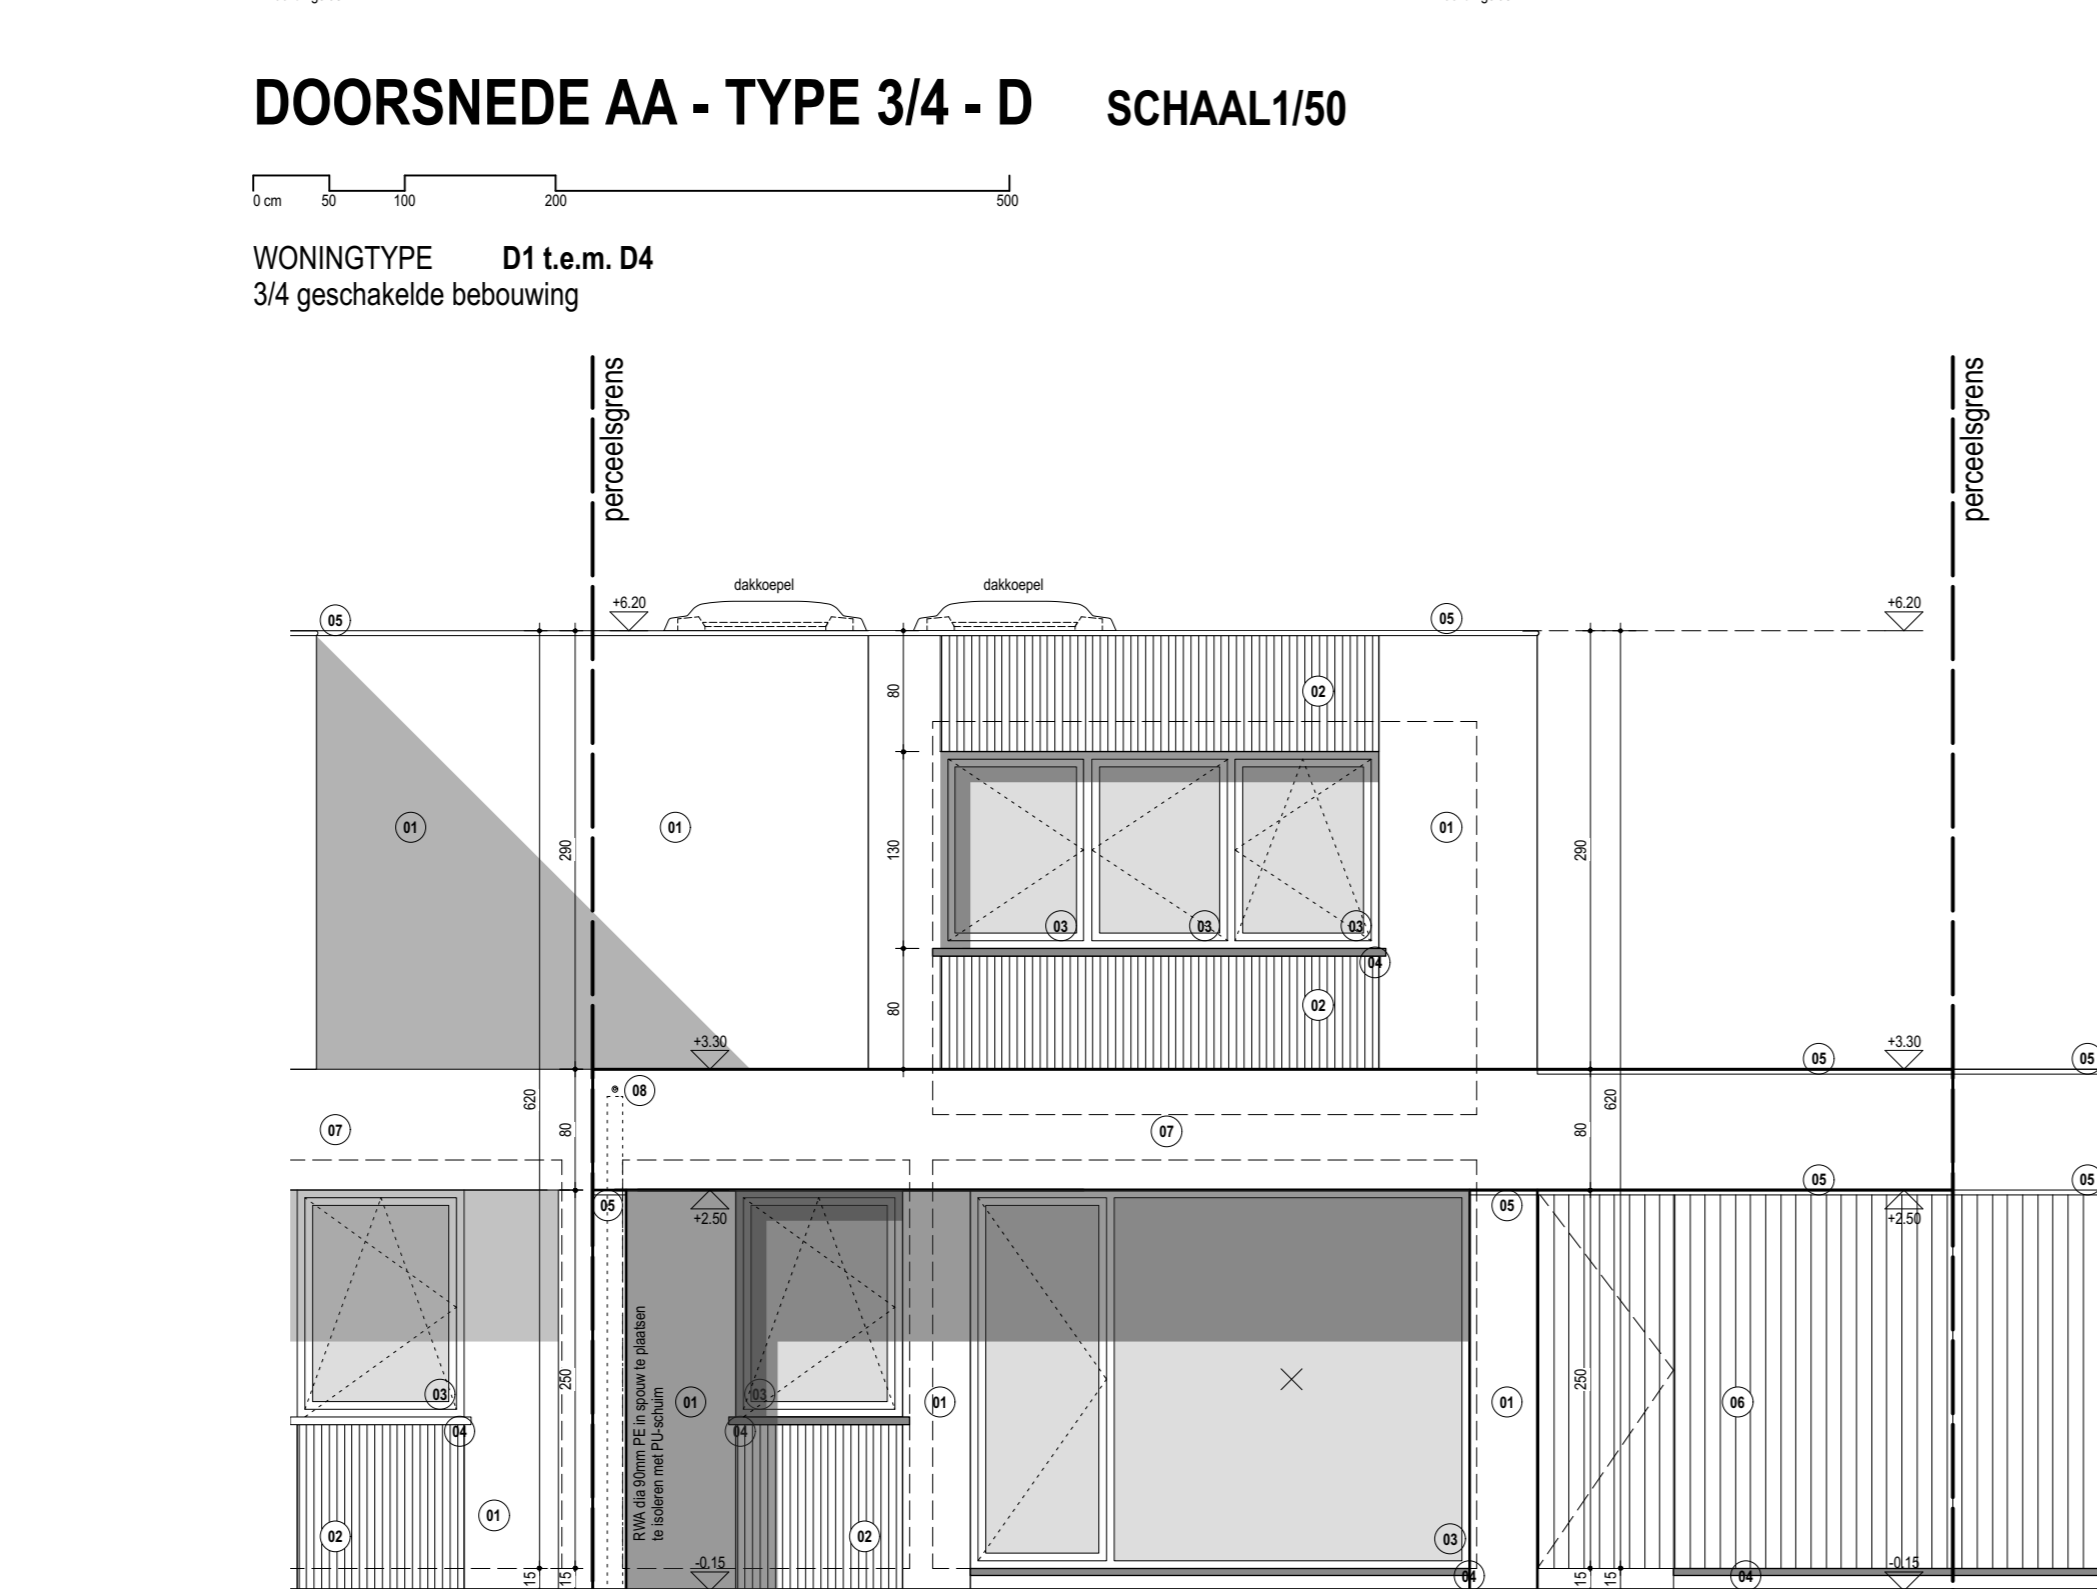 DOORSNEDE AA - TYPE 3/4 - D SCHAAL1/50
0 cm 50 100 200 500
WONINGTYPE D1 t.e.m. D4
3/4 geschakelde bebouwing
perceelsgrens perceelsgrens
dakkoepel dakkoepel
+6.20 +6.20
05 05
80 02
01 01 01
290 130 290
03 03 03
04
80 02
+3.30 +3.30
05 05
08
620 620
07 80 07 80
05 05
05 05
+2.50 +2.50
RWA dia 90mm PE in spouw te plaatsen
te isoleren met PU-schuim
250 250
03 03
01 01 01 06
04 04
01
02 02 03
-0.15 -0.15
04 04
15 15 15 15